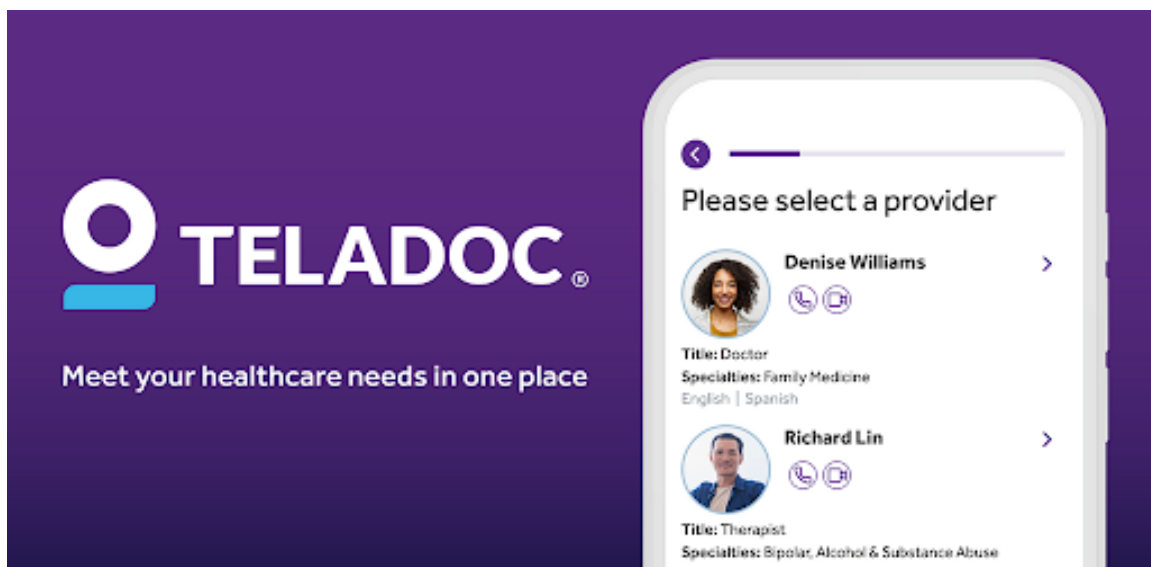 TELADOC®
Meet your healthcare needs in one place
Please select a provider
Denise Williams
Title: Doctor
Specialties: Family Medicine
English | Spanish
Richard Lin
Title: Therapist
Specialties: Bipolar, Alcohol & Substance Abuse